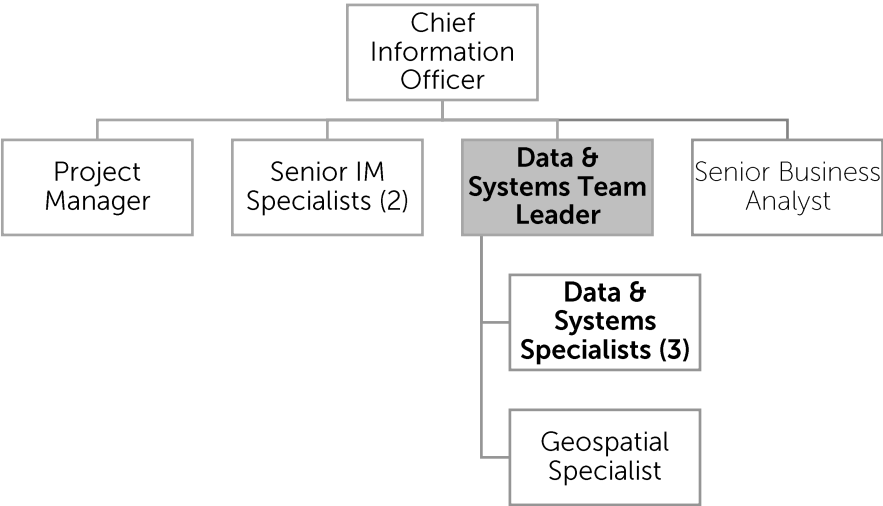 Chief
Information
Officer
Project
Manager
Senior IM
Specialists (2)
Data &
Systems Team
Leader
Senior Business
Analyst
Data &
Systems
Specialists (3)
Geospatial
Specialist